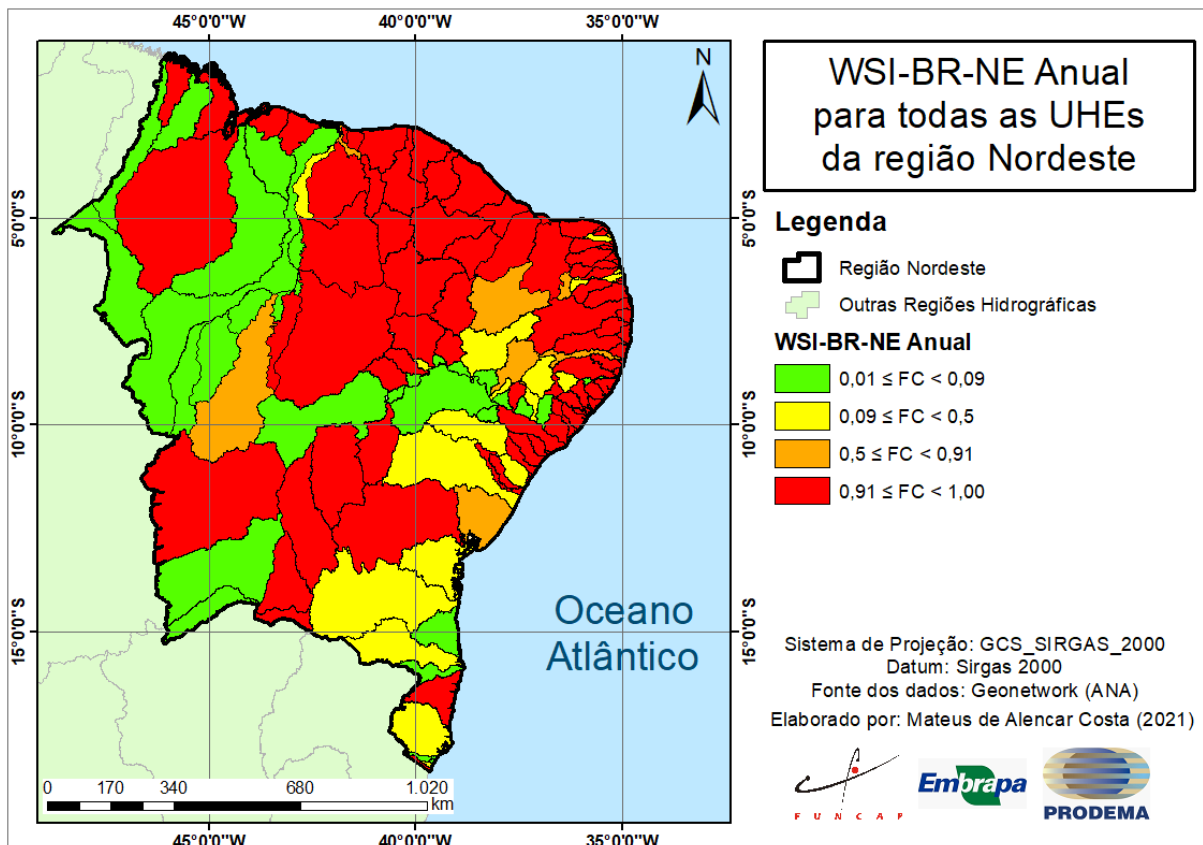 45°0'0"W 40°0'0"W 35°0'0"W
N
5°0'0"S
10°0'0"S
15°0'0"S
5°0'0"S
10°0'0"S
15°0'0"S
Oceano
Atlântico
0 170 340 680 1.020
km
45°0'0"W 40°0'0"W 35°0'0"W
WSI-BR-NE Anual
para todas as UHEs
da região Nordeste
Legenda
Região Nordeste
Outras Regiões Hidrográficas
WSI-BR-NE Anual
0,01 ≤ FC < 0,09
0,09 ≤ FC < 0,5
0,5 ≤ FC < 0,91
0,91 ≤ FC < 1,00
Sistema de Projeção: GCS_SIRGAS_2000
Datum: Sirgas 2000
Fonte dos dados: Geonetwork (ANA)
Elaborado por: Mateus de Alencar Costa (2021)
FUNCAP
Embrapa
PRODEMA